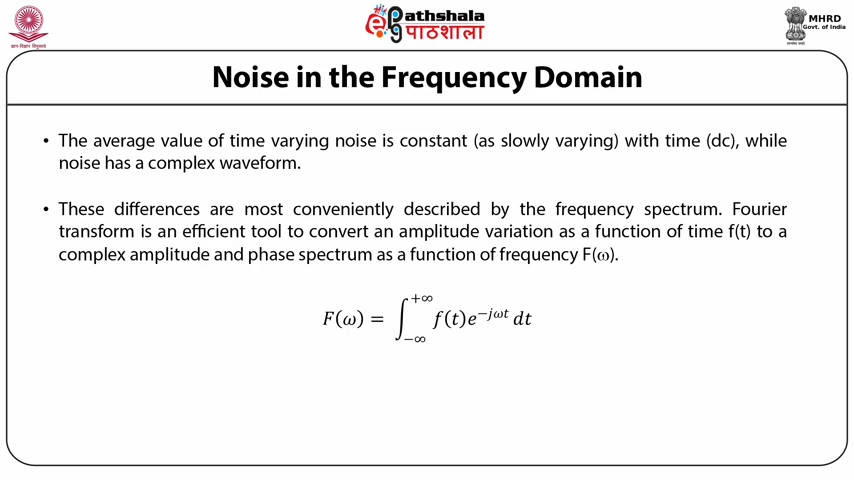 ePathshala
पाठशाला
MHRD
Govt. of India
Noise in the Frequency Domain
• The average value of time varying noise is constant (as slowly varying) with time (dc), while
noise has a complex waveform.
• These differences are most conveniently described by the frequency spectrum. Fourier
transform is an efficient tool to convert an amplitude variation as a function of time f(t) to a
complex amplitude and phase spectrum as a function of frequency F(ω).
F(ω) = ∫_{−∞}^{+∞} f(t)e^{−jωt} dt